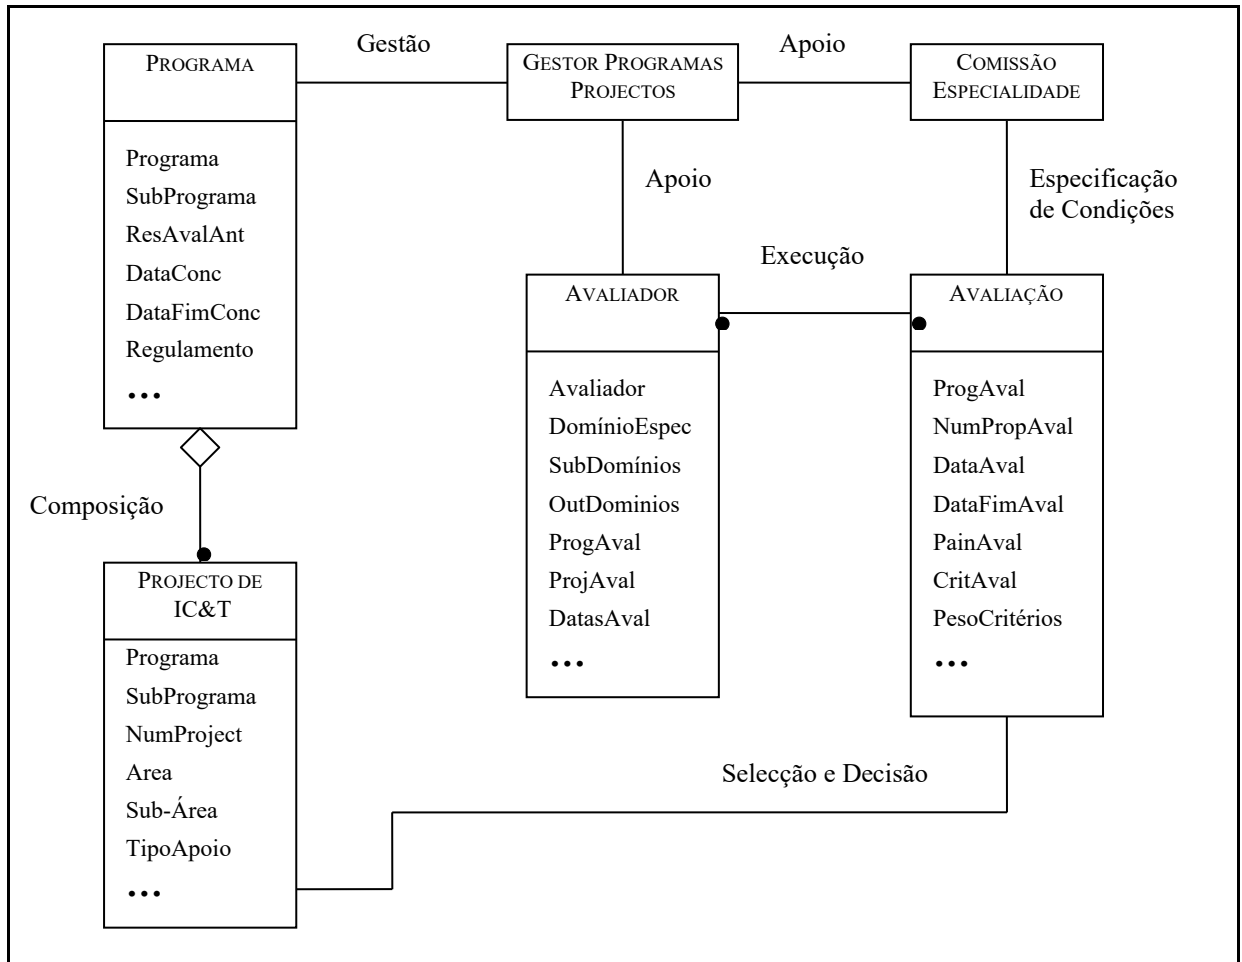 PROGRAMA
Gestão
GESTOR PROGRAMAS
PROJECTOS
Apoio
COMISSÃO
ESPECIALIDADE
Programa
SubPrograma
ResAvalAnt
DataConc
DataFimConc
Regulamento
...
Apoio
Especificação
de Condições
Execução
AVALIADOR
Avaliador
DomínioEspec
SubDomínios
OutDominios
ProgAval
ProjAval
DatasAval
...
AVALIAÇÃO
ProgAval
NumPropAval
DataAval
DataFimAval
PainAval
CritAval
PesoCritérios
...
Composição
PROJECTO DE
IC&T
Programa
SubPrograma
NumProject
Area
Sub-Área
TipoApoio
...
Selecção e Decisão